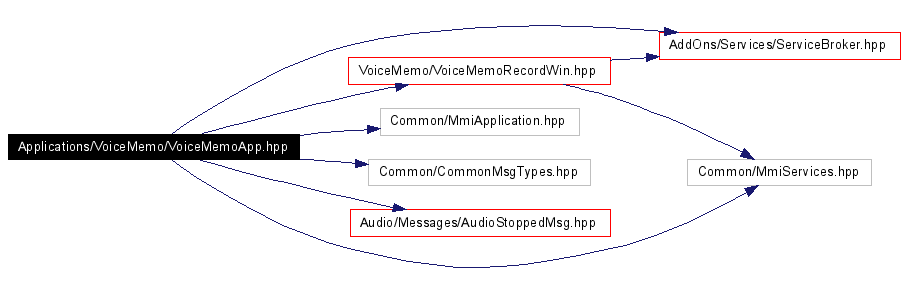 AddOns/Services/ServiceBroker.hpp
VoiceMemo/VoiceMemoRecordWin.hpp
Common/MmiApplication.hpp
Applications/VoiceMemo/VoiceMemoApp.hpp
Common/CommonMsgTypes.hpp
Common/MmiServices.hpp
Audio/Messages/AudioStoppedMsg.hpp